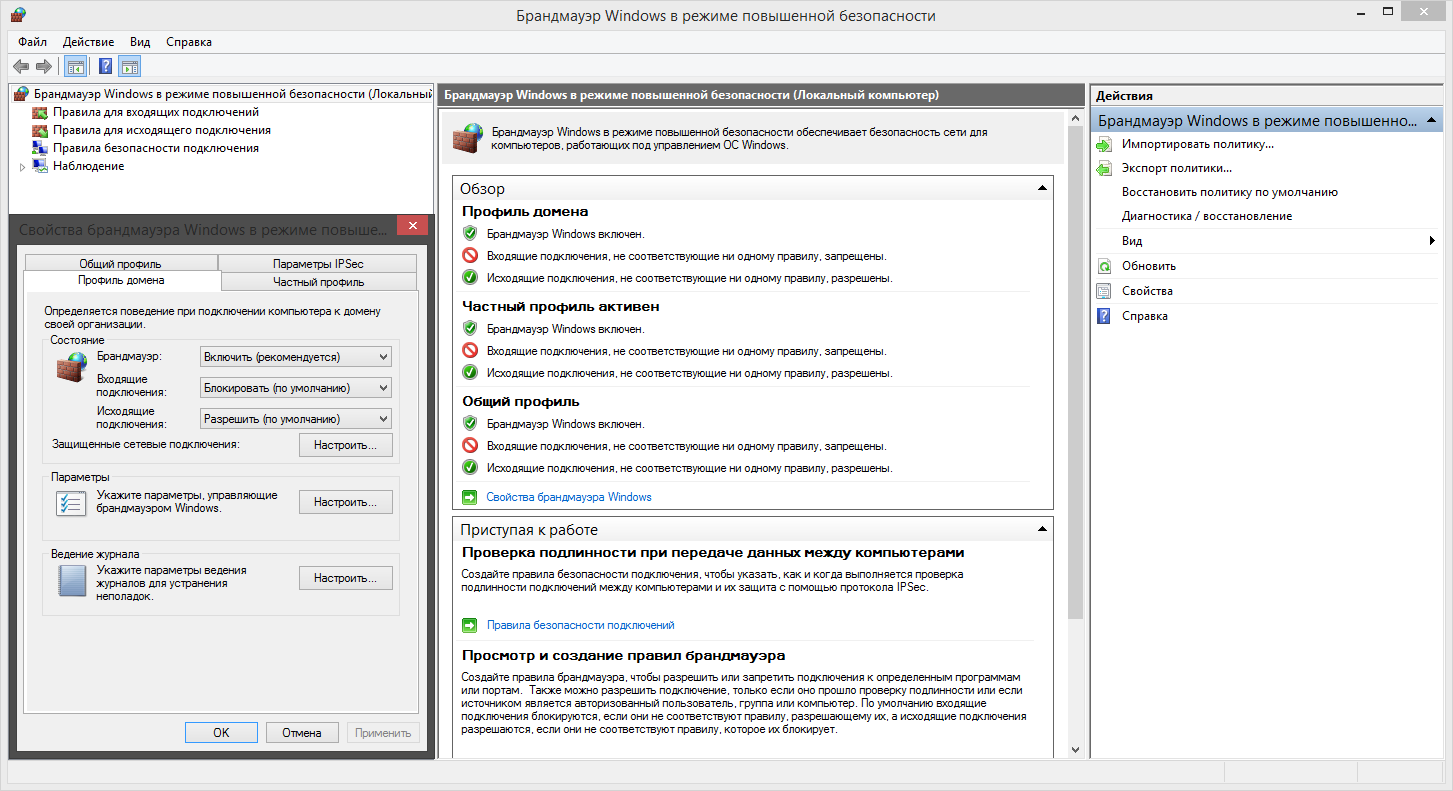 Брандмауэр Windows в режиме повышенной безопасности
Файл Действие Вид Справка
Брандмауэр Windows в режиме повышенной безопасности (Локальный
Правила для входящих подключений
Правила для исходящего подключения
Правила безопасности подключения
Наблюдение
Свойства брандмауэра Windows в режиме повыше...
Общий профиль
Параметры IPSec
Профиль домена
Частный профиль
Определяется поведение при подключении компьютера к домену
своей организации.
Состояние
Брандмауэр:
Включить (рекомендуется)
Входящие
подключения:
Блокировать (по умолчанию)
Исходящие
подключения:
Разрешить (по умолчанию)
Защищенные сетевые подключения:
Настроить...
Параметры
Укажите параметры, управляющие
брандмауэром Windows.
Настроить...
Ведение журнала
Укажите параметры ведения
журналов для устранения
неполадок.
Настроить...
OK
Отмена
Применить
Брандмауэр Windows в режиме повышенной безопасности (Локальный компьютер)
Брандмауэр Windows в режиме повышенной безопасности обеспечивает безопасность сети для
компьютеров, работающих под управлением ОС Windows.
Обзор
Профиль домена
Брандмауэр Windows включен.
Входящие подключения, не соответствующие ни одному правилу, запрещены.
Исходящие подключения, не соответствующие ни одному правилу, разрешены.
Частный профиль активен
Брандмауэр Windows включен.
Входящие подключения, не соответствующие ни одному правилу, запрещены.
Исходящие подключения, не соответствующие ни одному правилу, разрешены.
Общий профиль
Брандмауэр Windows включен.
Входящие подключения, не соответствующие ни одному правилу, запрещены.
Исходящие подключения, не соответствующие ни одному правилу, разрешены.
Свойства брандмауэра Windows
Приступая к работе
Проверка подлинности при передаче данных между компьютерами
Создайте правила безопасности подключения, чтобы указать, как и когда выполняется проверка
подлинности подключений между компьютерами и их защита с помощью протокола IPSec.
Правила безопасности подключений
Просмотр и создание правил брандмауэра
Создайте правила брандмауэра, чтобы разрешить или запретить подключения к определенным программам
или портам. Также можно разрешить подключение, только если оно прошло проверку подлинности или если
источником является авторизованный пользователь, группа или компьютер. По умолчанию входящие
подключения блокируются, если они не соответствуют правилу, разрешающему их, а исходящие подключения
разрешаются, если они не соответствуют правилу, которое их блокирует.
Действия
Брандмауэр Windows в режиме повышенно...
Импортировать политику...
Экспорт политики...
Восстановить политику по умолчанию
Диагностика / восстановление
Вид
Обновить
Свойства
Справка